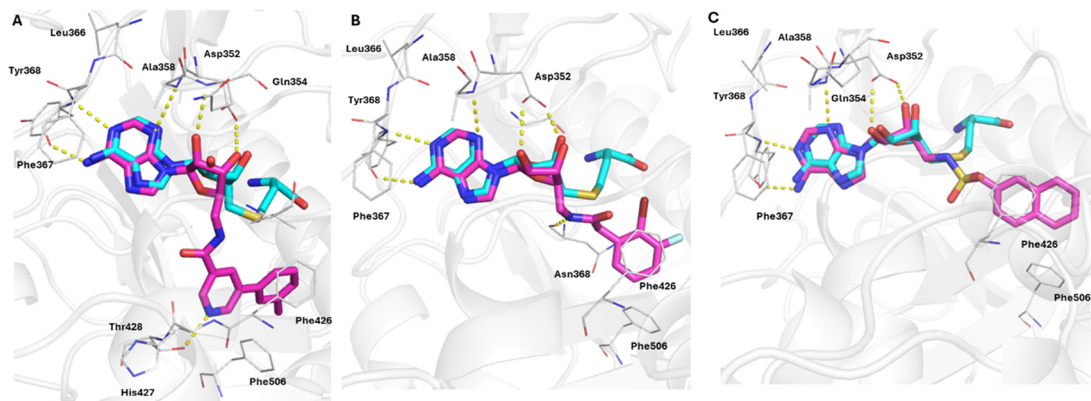 A
Leu366
Asp352
Ala358
Gln354
Tyr368
Phe367
Phe426
Thr428
Phe506
His427
B
Leu366
Ala358
Asp352
Tyr368
Phe367
Asn368
Phe426
Phe506
C
Leu366
Ala358
Asp352
Gln354
Tyr368
Phe367
Phe426
Phe506